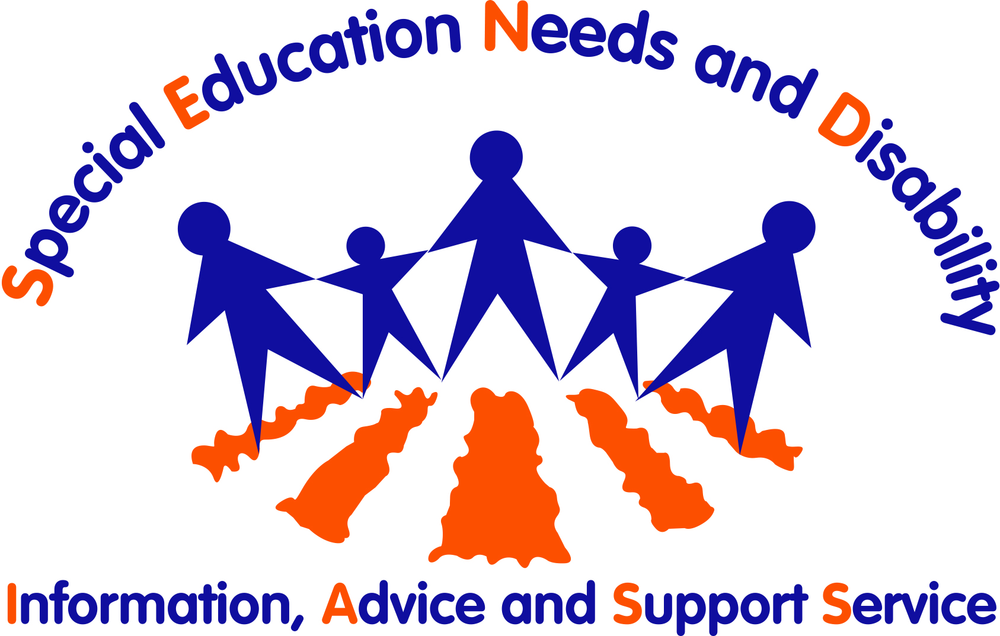 Special Education Needs and Disability
Information, Advice and Support Service